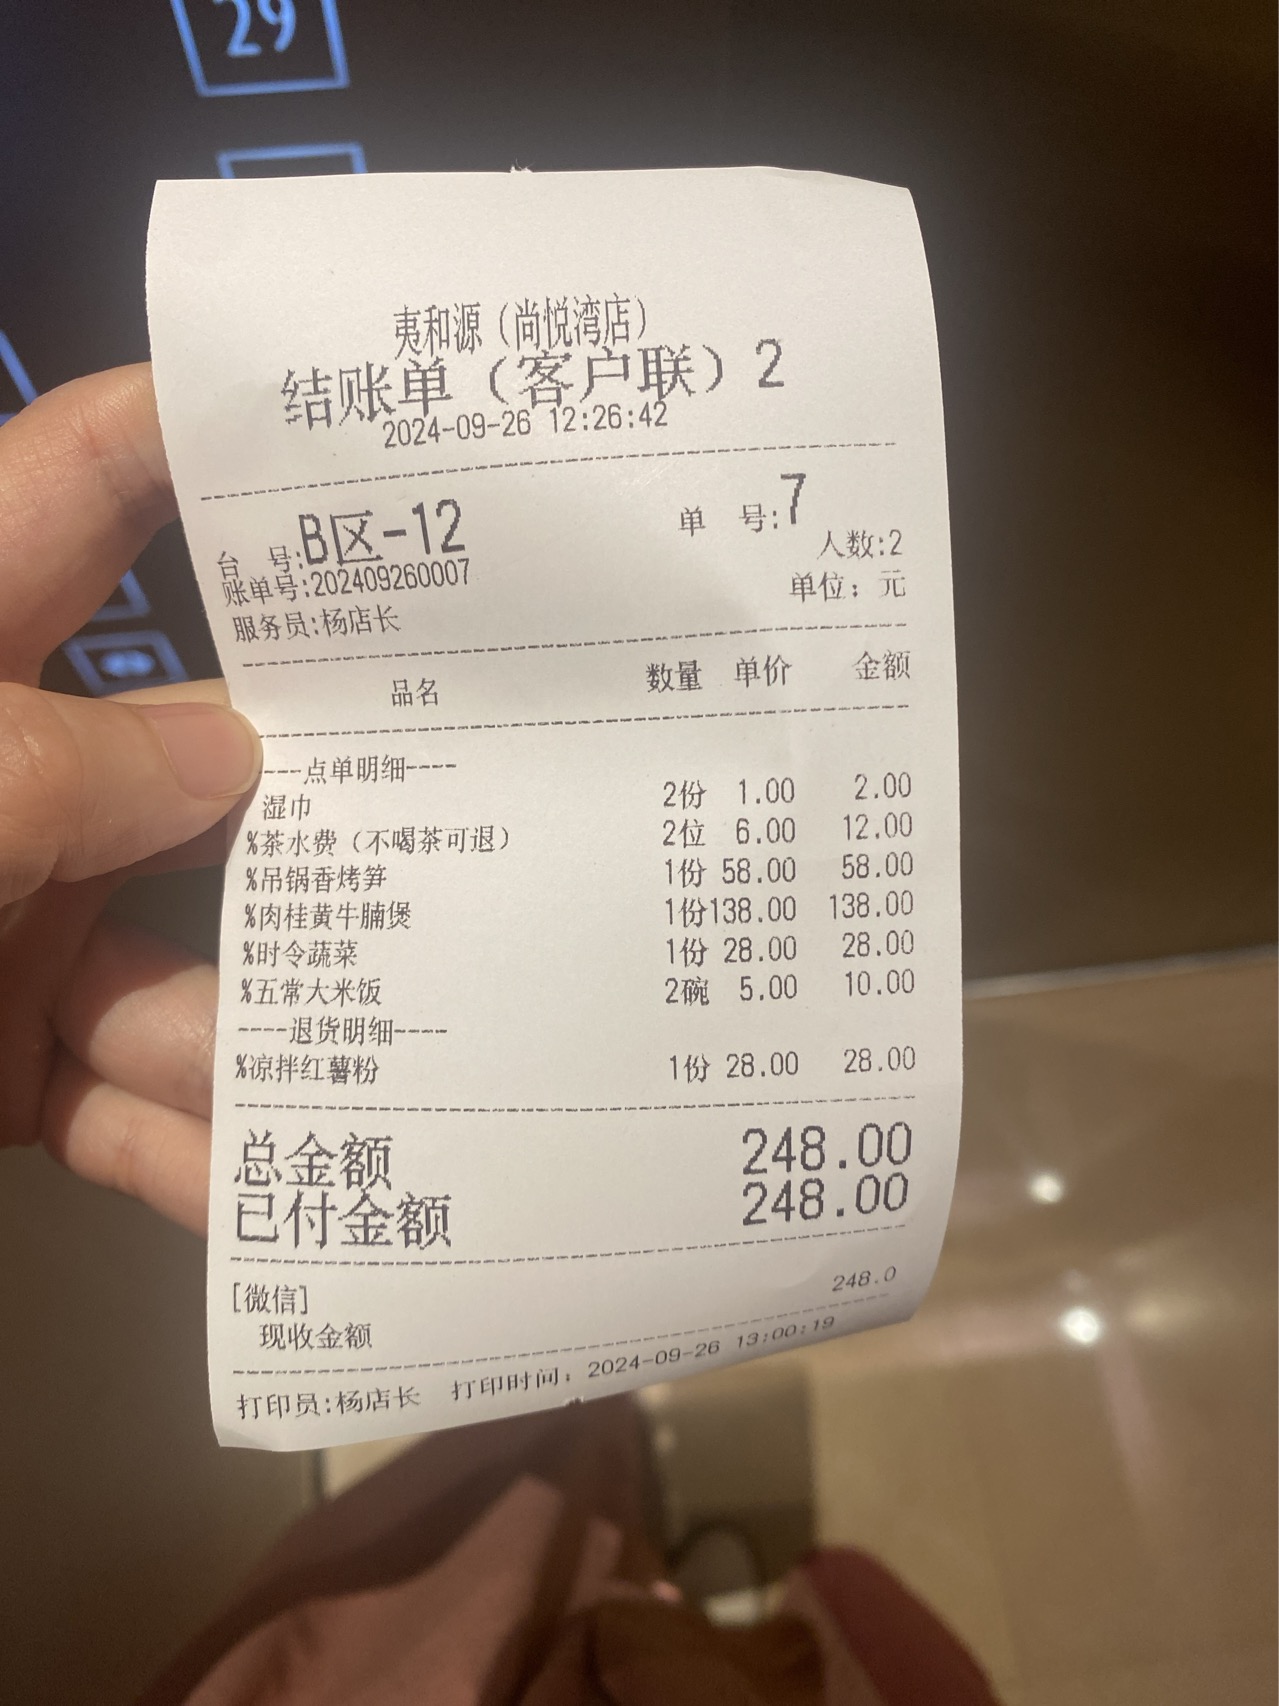 29
夷和源（尚悦湾店）
结账单（客户联）2
2024-09-26 12:26:42
台 号:B区-12 单 号:7
人数:2
账单号:202409260007
单位：元
服务员:杨店长
品名 数量 单价 金额
----点单明细----
湿巾 2份 1.00 2.00
%茶水费（不喝茶可退） 2位 6.00 12.00
%吊锅香烤笋 1份 58.00 58.00
%肉桂黄牛腩煲 1份138.00 138.00
%时令蔬菜 1份 28.00 28.00
%五常大米饭 2碗 5.00 10.00
----退货明细----
%凉拌红薯粉 1份 28.00 28.00
总金额 248.00
已付金额 248.00
[微信] 248.0
现收金额
打印员:杨店长 打印时间：2024-09-26 13:00:19